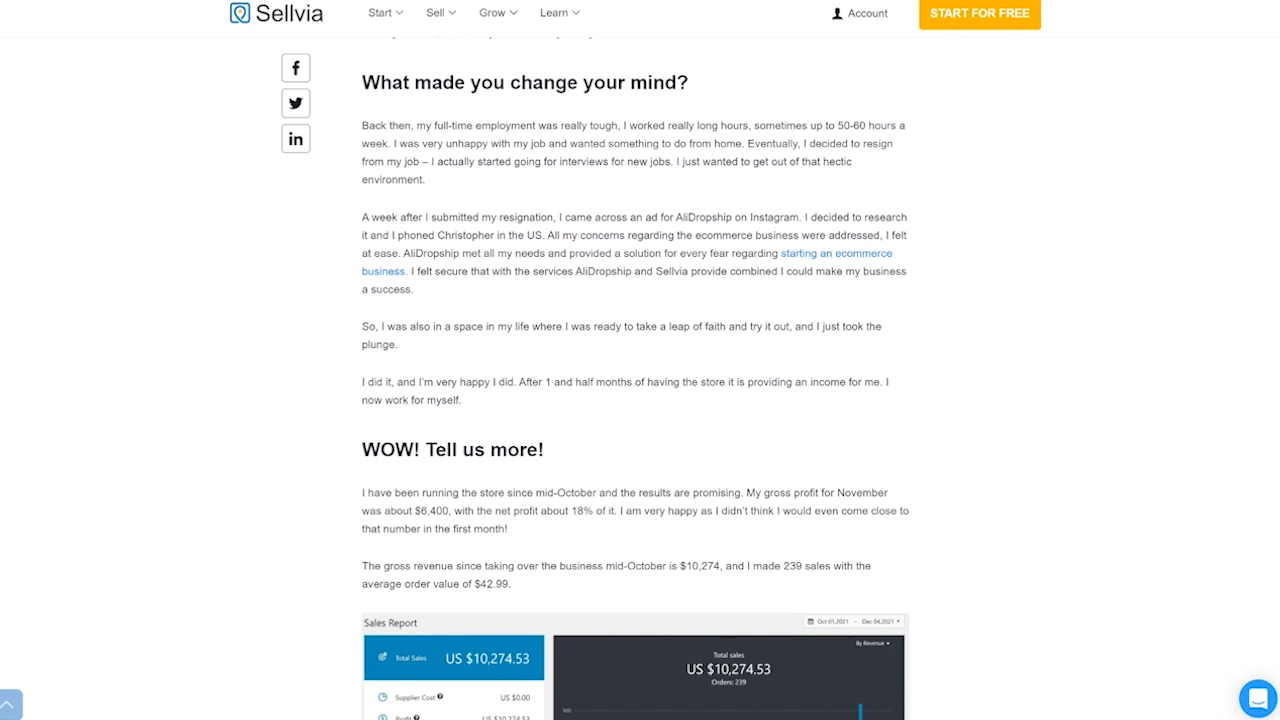 Sellvia
Start
Sell
Grow
Learn
Account
START FOR FREE
What made you change your mind?
Back then, my full-time employment was really tough, I worked really long hours, sometimes up to 50-60 hours a
week. I was very unhappy with my job and wanted something to do from home. Eventually, I decided to resign
from my job – I actually started going for interviews for new jobs. I just wanted to get out of that hectic
environment.
A week after I submitted my resignation, I came across an ad for AliDropship on Instagram. I decided to research
it and I phoned Christopher in the US. All my concerns regarding the ecommerce business were addressed, I felt
at ease. AliDropship met all my needs and provided a solution for every fear regarding starting an ecommerce
business. I felt secure that with the services AliDropship and Sellvia provide combined I could make my business
a success.
So, I was also in a space in my life where I was ready to take a leap of faith and try it out, and I just took the
plunge.
I did it, and I’m very happy I did. After 1 and half months of having the store it is providing an income for me. I
now work for myself.
WOW! Tell us more!
I have been running the store since mid-October and the results are promising. My gross profit for November
was about $6,400, with the net profit about 18% of it. I am very happy as I didn’t think I would even come close to
that number in the first month!
The gross revenue since taking over the business mid-October is $10,274, and I made 239 sales with the
average order value of $42.99.
Sales Report
Oct 01,2021 - Dec 04,2021
By Revenue
Total Sales US $10,274.53
Total sales
US $10,274.53
Orders: 239
Supplier Cost US $0.00
Profit US $10,274.53